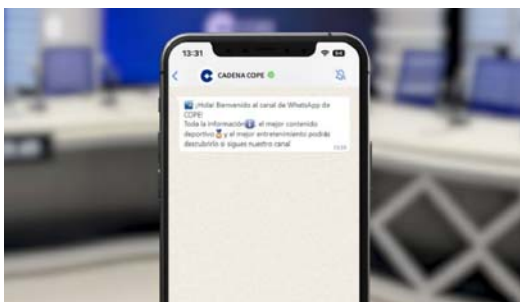 13:31
CADENA COPE
¡Hola! Bienvenido al canal de WhatsApp de
COPE!
Toda la información ℹ️, el mejor contenido
deportivo 🏅 y el mejor entretenimiento podrás
descubrirlo si sigues nuestro canal